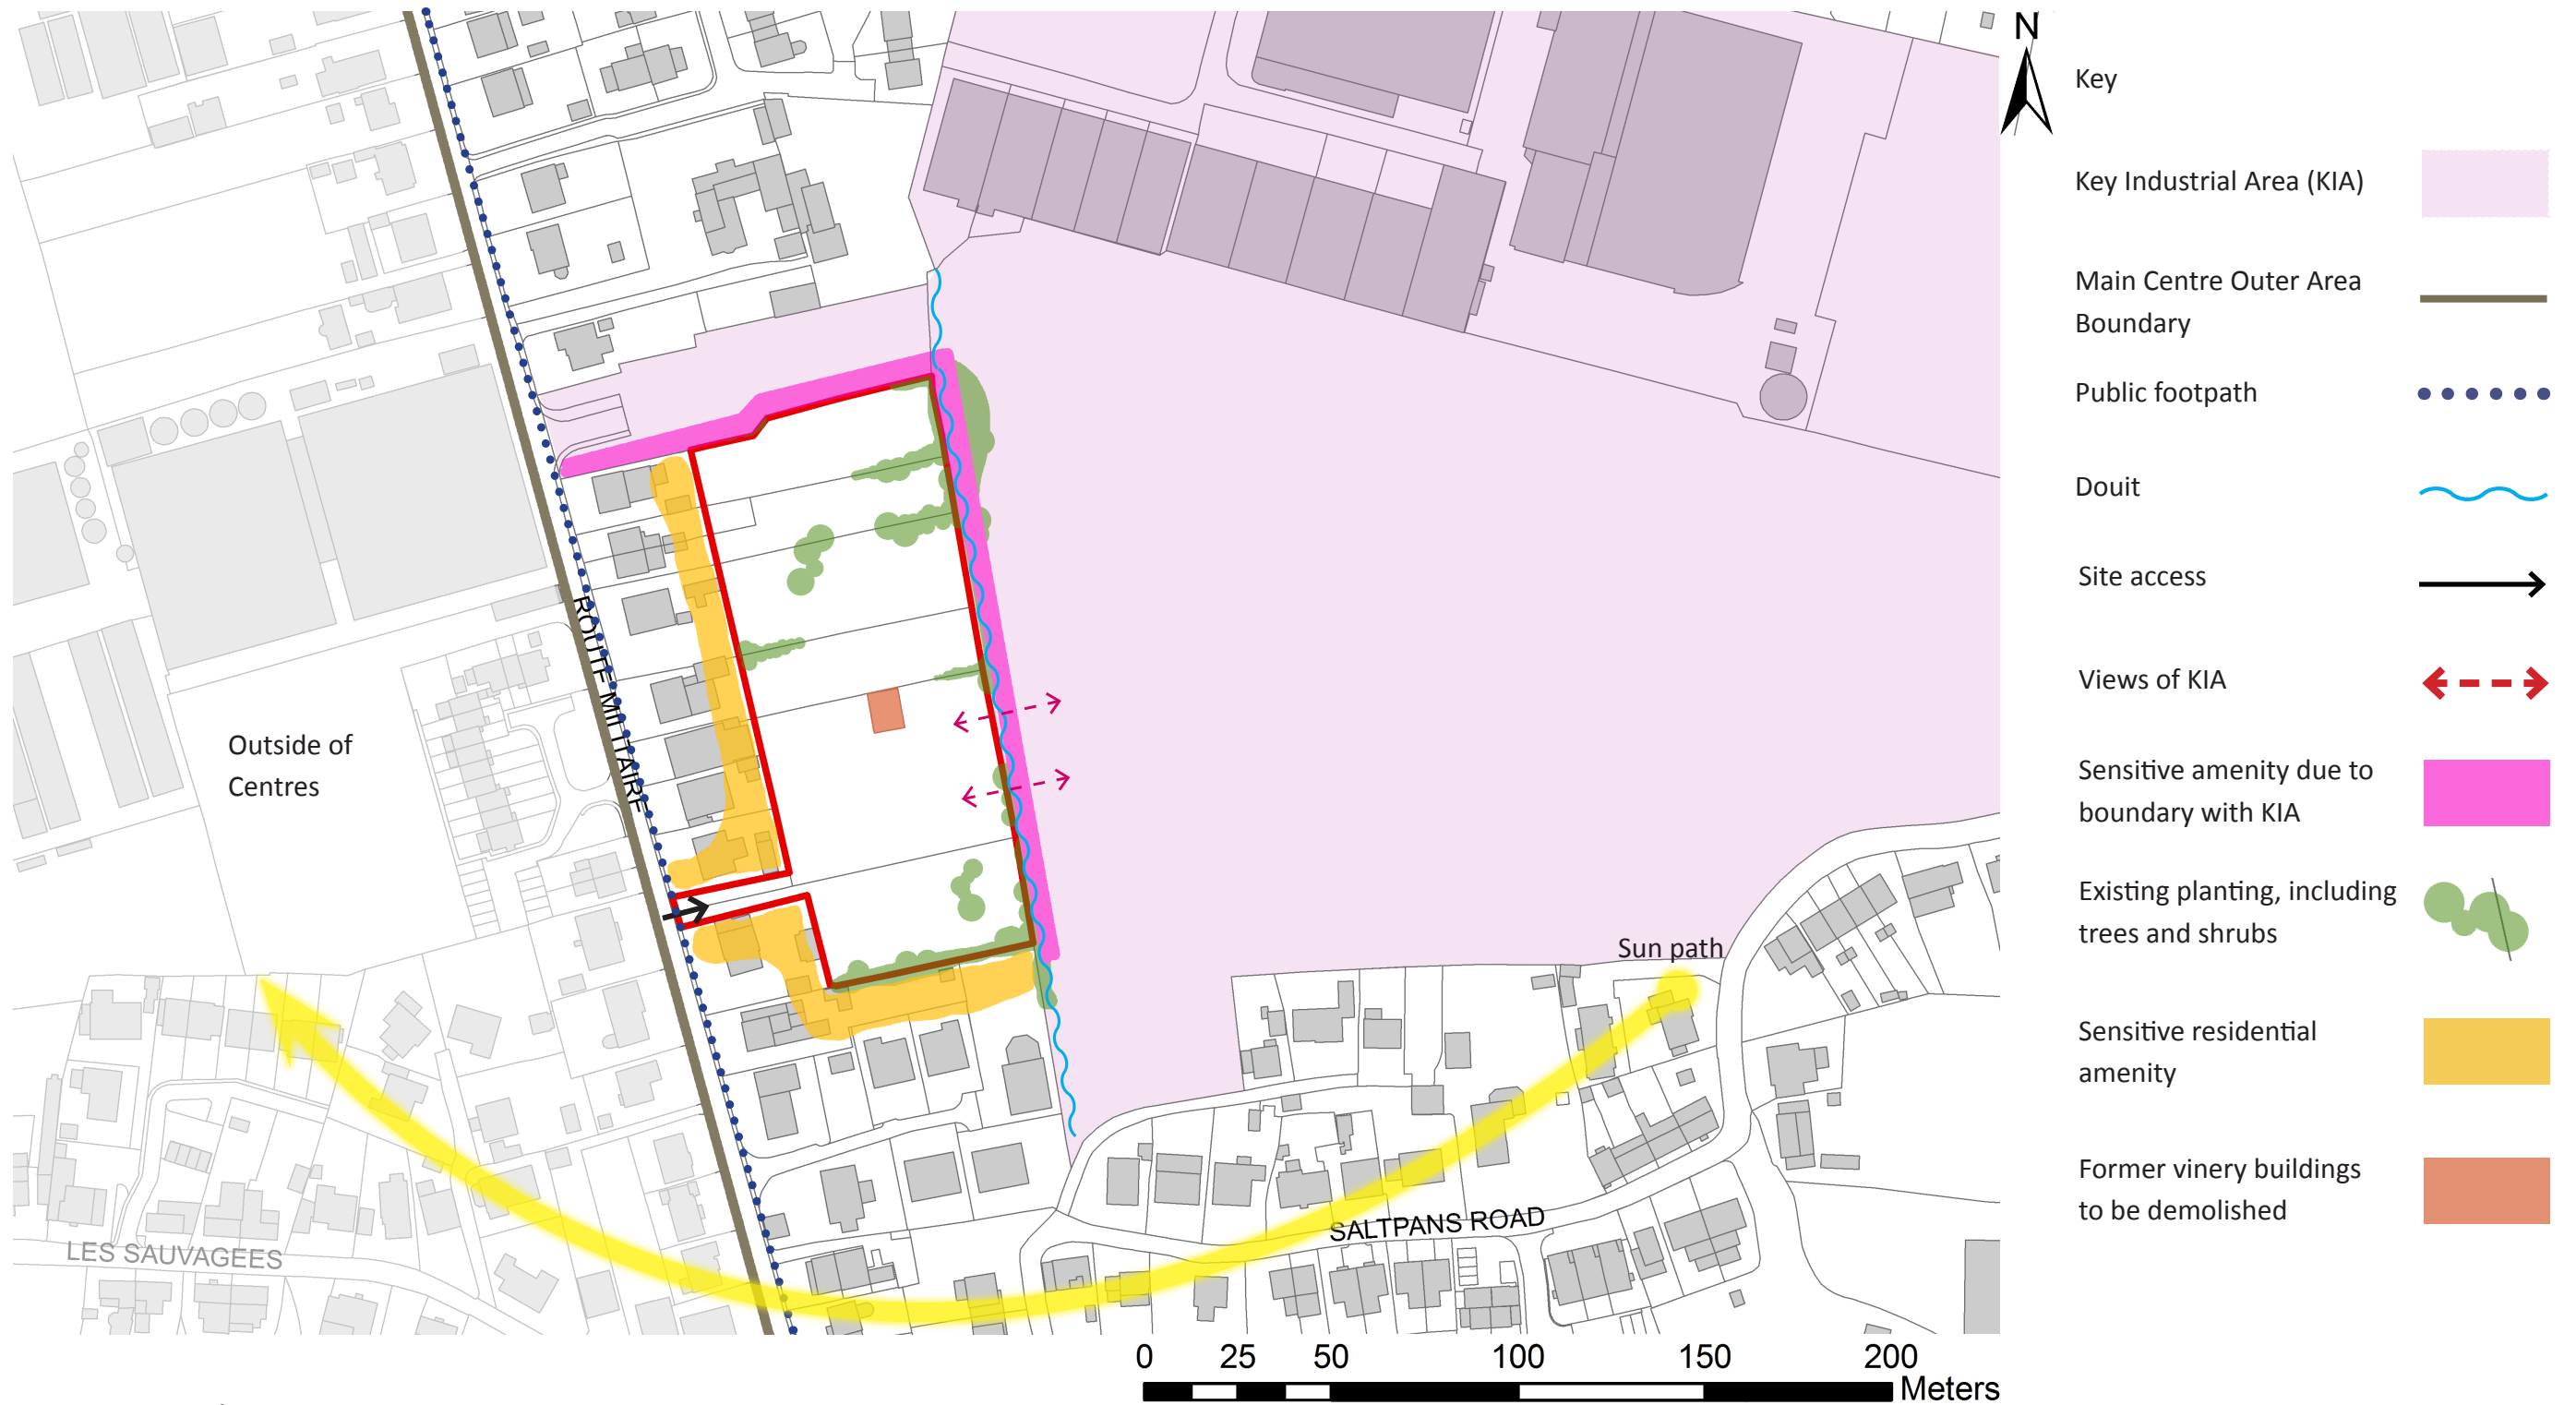 N
Key
Key Industrial Area (KIA)
Main Centre Outer Area
Boundary
Public footpath
Douit
Site access
Views of KIA
Sensitive amenity due to
boundary with KIA
Existing planting, including
trees and shrubs
Sensitive residential
amenity
Former vinery buildings
to be demolished
ROUTE MILITAIRE
Outside of
Centres
Sun path
SALTPANS ROAD
LES SAUVAGEES
0 25 50 100 150 200
Meters